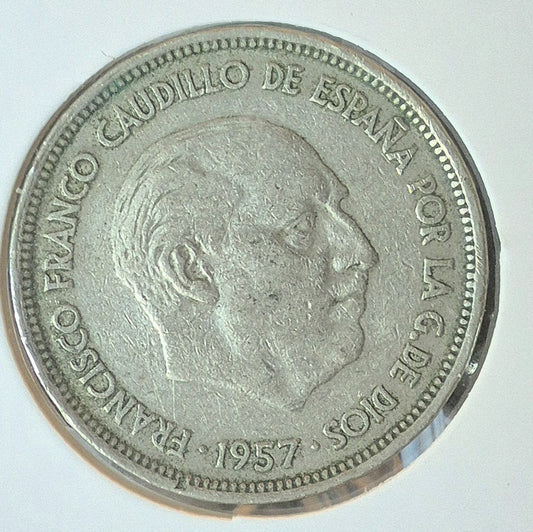 FRANCISCO FRANCO CAUDILLO DE ESPAÑA POR LA G. DE DIOS
· 1957 ·